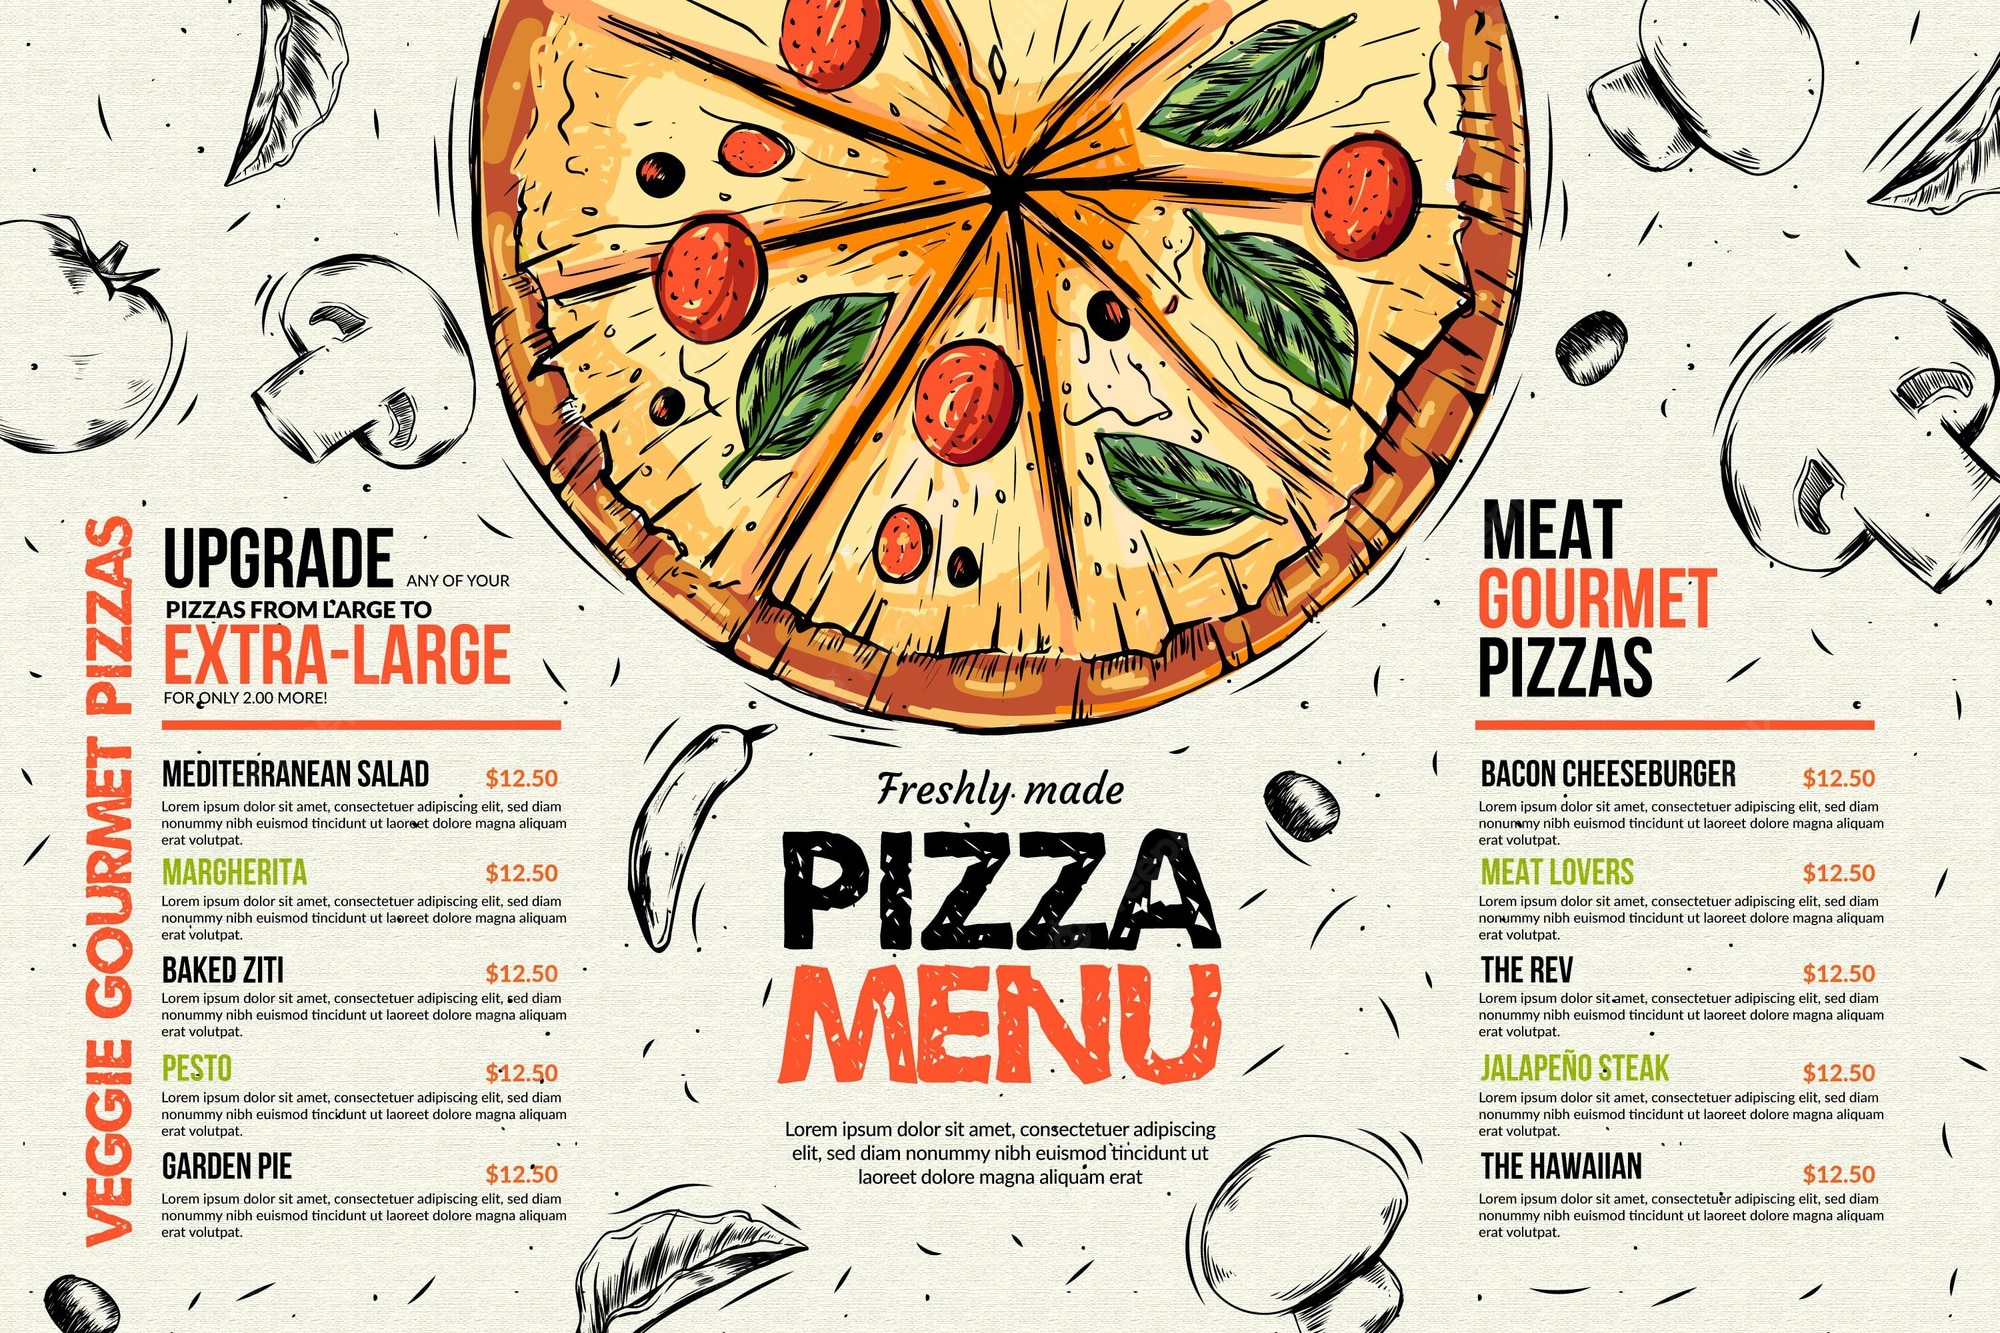 VEGGIE GOURMET PIZZAS
UPGRADE ANY OF YOUR
PIZZAS FROM LARGE TO
EXTRA-LARGE
FOR ONLY 2.00 MORE!
MEDITERRANEAN SALAD $12.50
Lorem ipsum dolor sit amet, consectetuer adipiscing elit, sed diam
nonummy nibh euismod tincidunt ut laoreet dolore magna aliquam
erat volutpat.
MARGHERITA $12.50
Lorem ipsum dolor sit amet, consectetuer adipiscing elit, sed diam
nonummy nibh euismod tincidunt ut laoreet dolore magna aliquam
erat volutpat.
BAKED ZITI $12.50
Lorem ipsum dolor sit amet, consectetuer adipiscing elit, sed diam
nonummy nibh euismod tincidunt ut laoreet dolore magna aliquam
erat volutpat.
PESTO $12.50
Lorem ipsum dolor sit amet, consectetuer adipiscing elit, sed diam
nonummy nibh euismod tincidunt ut laoreet dolore magna aliquam
erat volutpat.
GARDEN PIE $12.50
Lorem ipsum dolor sit amet, consectetuer adipiscing elit, sed diam
nonummy nibh euismod tincidunt ut laoreet dolore magna aliquam
erat volutpat.
Freshly made
PIZZA
MENU
Lorem ipsum dolor sit amet, consectetuer adipiscing
elit, sed diam nonummy nibh euismod tincidunt ut
laoreet dolore magna aliquam erat
MEAT
GOURMET
PIZZAS
BACON CHEESEBURGER $12.50
Lorem ipsum dolor sit amet, consectetuer adipiscing elit, sed diam
nonummy nibh euismod tincidunt ut laoreet dolore magna aliquam
erat volutpat.
MEAT LOVERS $12.50
Lorem ipsum dolor sit amet, consectetuer adipiscing elit, sed diam
nonummy nibh euismod tincidunt ut laoreet dolore magna aliquam
erat volutpat.
THE REV $12.50
Lorem ipsum dolor sit amet, consectetuer adipiscing elit, sed diam
nonummy nibh euismod tincidunt ut laoreet dolore magna aliquam
erat volutpat.
JALAPEÑO STEAK $12.50
Lorem ipsum dolor sit amet, consectetuer adipiscing elit, sed diam
nonummy nibh euismod tincidunt ut laoreet dolore magna aliquam
erat volutpat.
THE HAWAIIAN $12.50
Lorem ipsum dolor sit amet, consectetuer adipiscing elit, sed diam
nonummy nibh euismod tincidunt ut laoreet dolore magna aliquam
erat volutpat.